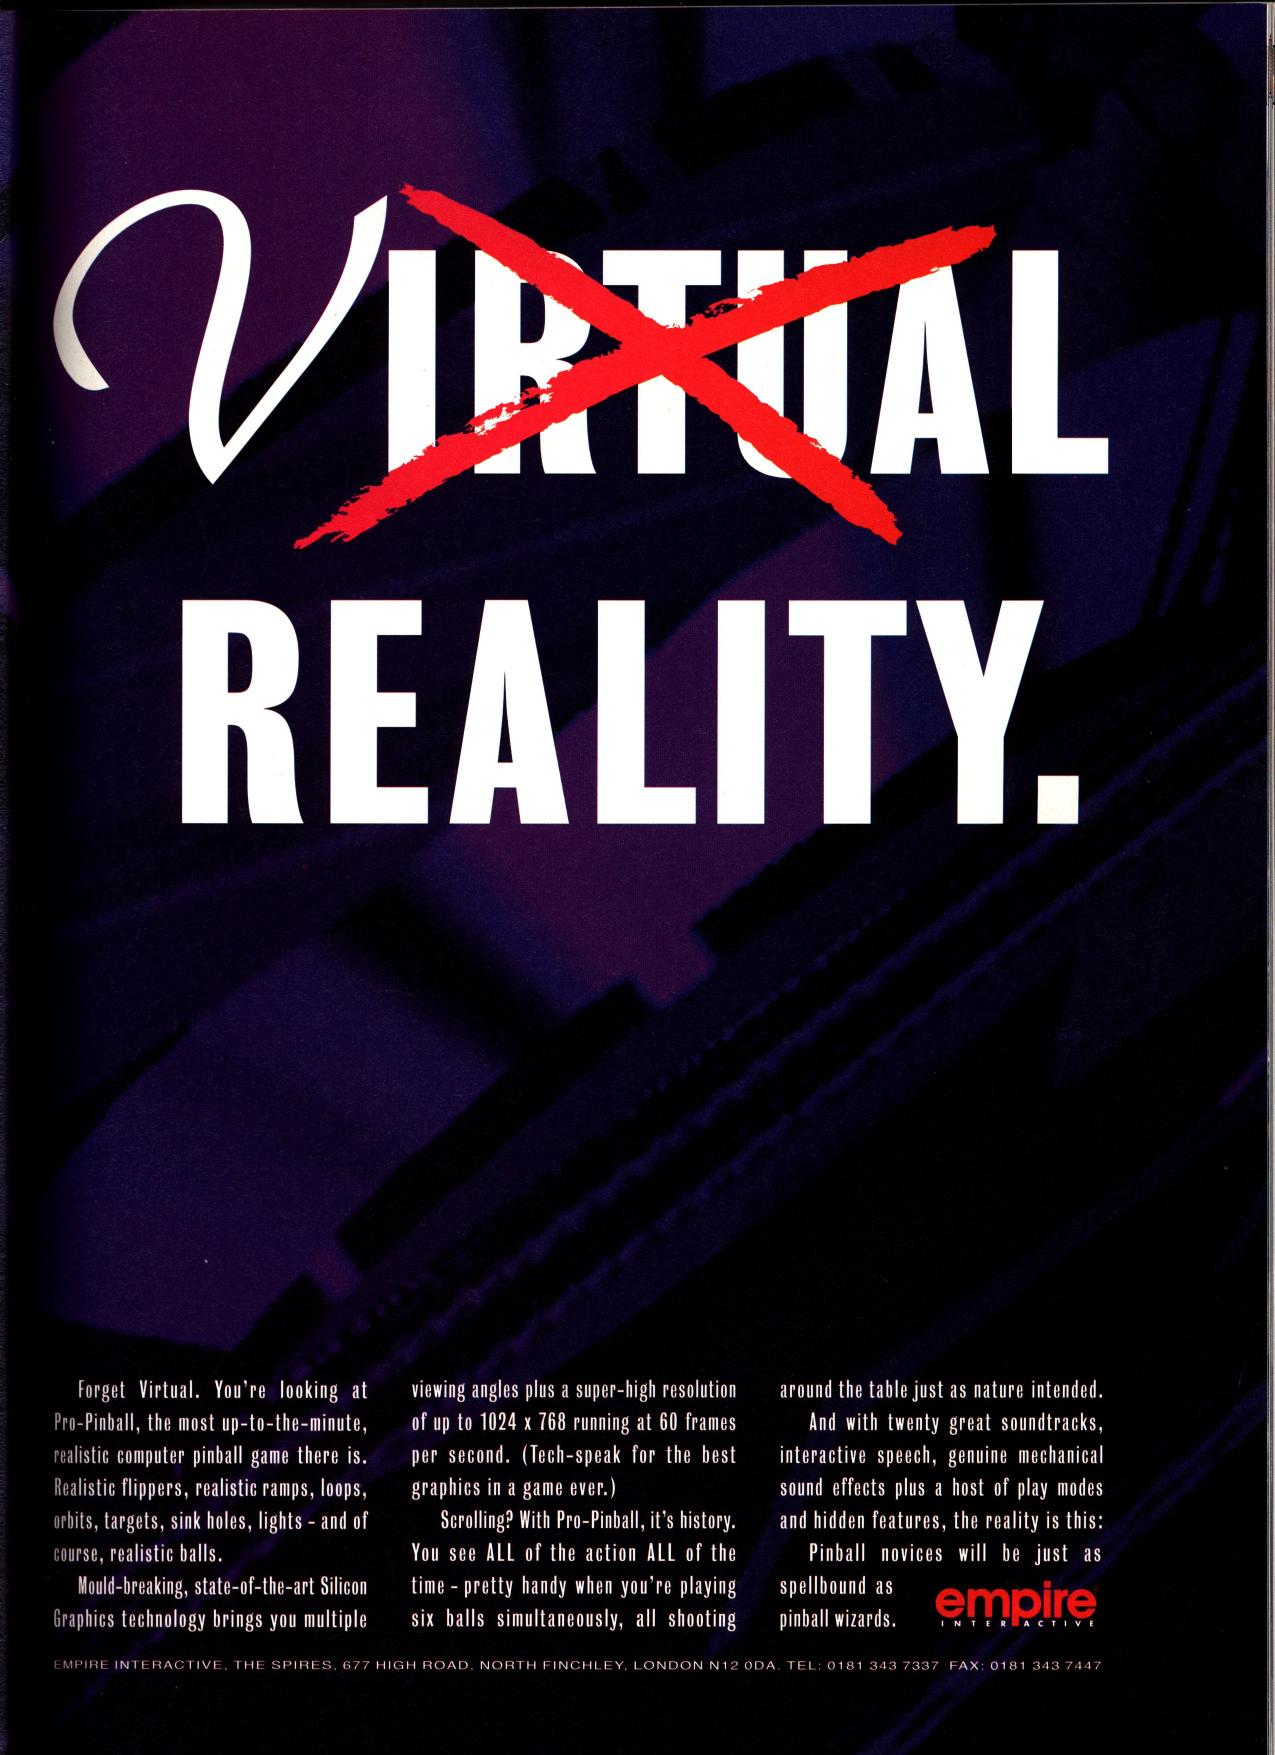 VIRTUAL
REALITY.
Forget Virtual. You're looking at
Pro-Pinball, the most up-to-the-minute,
realistic computer pinball game there is.
Realistic flippers, realistic ramps, loops,
orbits, targets, sink holes, lights - and of
course, realistic balls.
Mould-breaking, state-of-the-art Silicon
Graphics technology brings you multiple
viewing angles plus a super-high resolution
of up to 1024 x 768 running at 60 frames
per second. (Tech-speak for the best
graphics in a game ever.)
Scrolling? With Pro-Pinball, it's history.
You see ALL of the action ALL of the
time - pretty handy when you're playing
six balls simultaneously, all shooting
around the table just as nature intended.
And with twenty great soundtracks,
interactive speech, genuine mechanical
sound effects plus a host of play modes
and hidden features, the reality is this:
Pinball novices will be just as
spellbound as
pinball wizards.
empire
INTERACTIVE
EMPIRE INTERACTIVE, THE SPIRES, 677 HIGH ROAD, NORTH FINCHLEY, LONDON N12 0DA. TEL: 0181 343 7337 FAX: 0181 343 7447